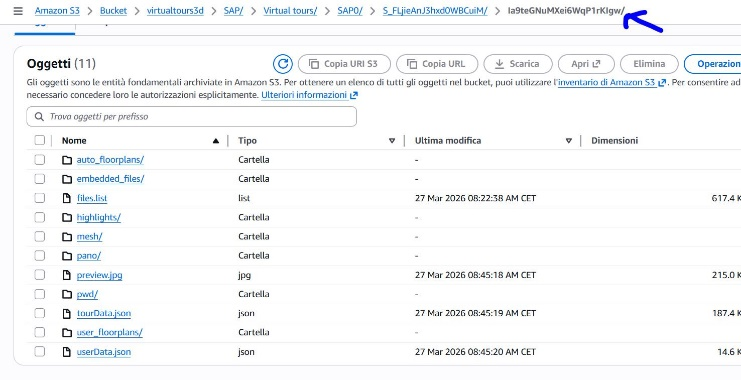 Amazon S3 > Bucket > virtualtours3d > SAP/ > Virtual tours/ > SAP0/ > S_FLjieAnJ3hxd0WBCuiM/ > Ia9teGNuMXei6WqP1rKIgw/
Oggetti (11)
Copia URI S3
Copia URL
Scarica
Apri
Elimina
Operazion
Gli oggetti sono le entità fondamentali archiviate in Amazon S3. Per ottenere un elenco di tutti gli oggetti nel bucket, puoi utilizzare l'inventario di Amazon S3. Per consentire ad
necessario concedere loro le autorizzazioni esplicitamente. Ulteriori informazioni
Trova oggetti per prefisso
Nome Tipo Ultima modifica Dimensioni
auto_floorplans/ Cartella -
embedded_files/ Cartella -
files.list list 27 Mar 2026 08:22:38 AM CET 617.4 K
highlights/ Cartella -
mesh/ Cartella -
pano/ Cartella -
preview.jpg jpg 27 Mar 2026 08:45:18 AM CET 215.0 K
pwd/ Cartella -
tourData.json json 27 Mar 2026 08:45:19 AM CET 187.4 K
user_floorplans/ Cartella -
userData.json json 27 Mar 2026 08:45:20 AM CET 14.6 K